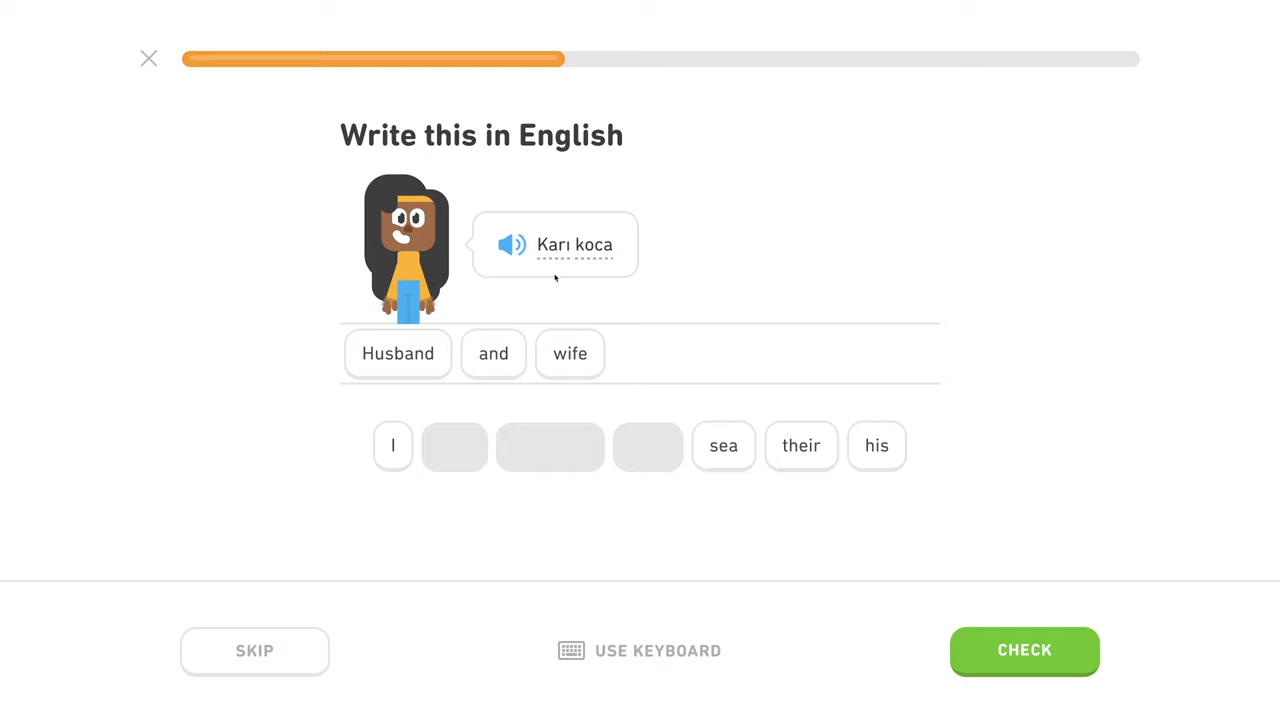 Write this in English
Karı koca
Husband and wife
I sea their his
SKIP USE KEYBOARD CHECK